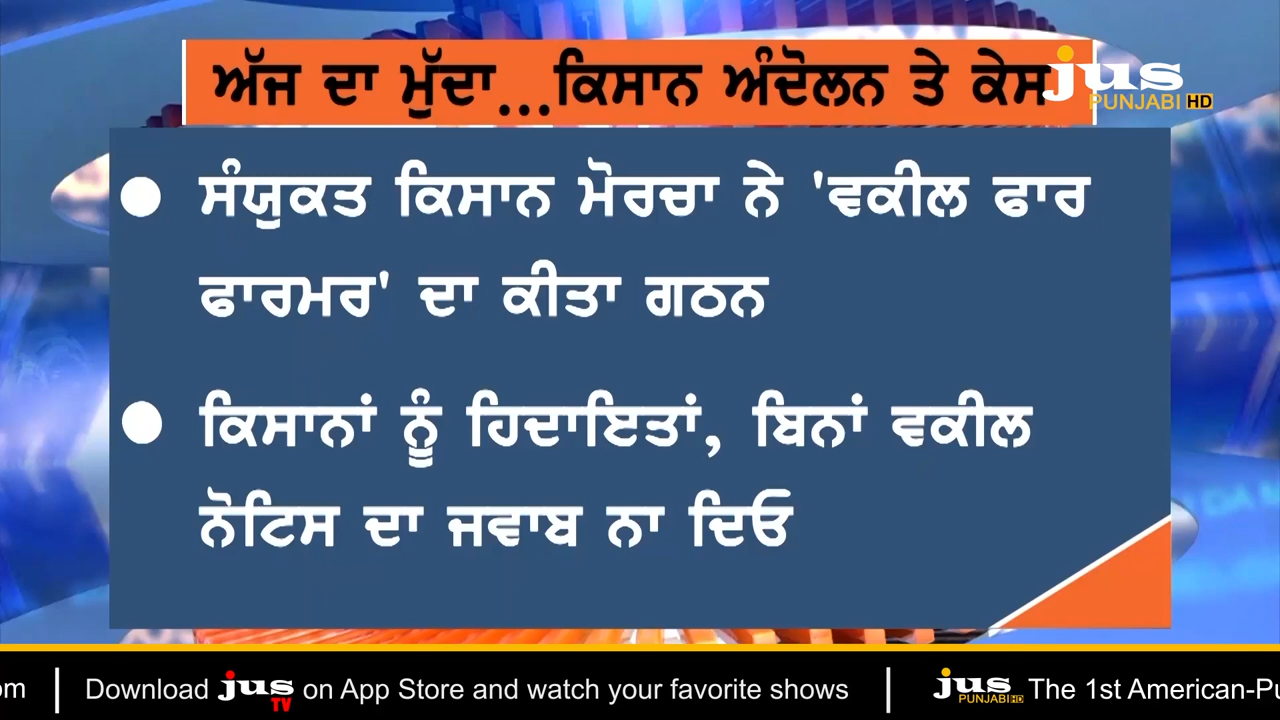 ਅੱਜ ਦਾ ਮੁੱਦਾ...ਕਿਸਾਨ ਅੰਦੋਲਨ ਤੇ ਕੇਸ
jus
PUNJABI HD
ਸੰਯੁਕਤ ਕਿਸਾਨ ਮੋਰਚਾ ਨੇ 'ਵਕੀਲ ਫਾਰ
ਫਾਰਮਰ' ਦਾ ਕੀਤਾ ਗਠਨ
ਕਿਸਾਨਾਂ ਨੂੰ ਹਿਦਾਇਤਾਂ, ਬਿਨਾਂ ਵਕੀਲ
ਨੋਟਿਸ ਦਾ ਜਵਾਬ ਨਾ ਦਿਓ
om | Download jus TV on App Store and watch your favorite shows | jus PUNJABI HD The 1st American-Pu